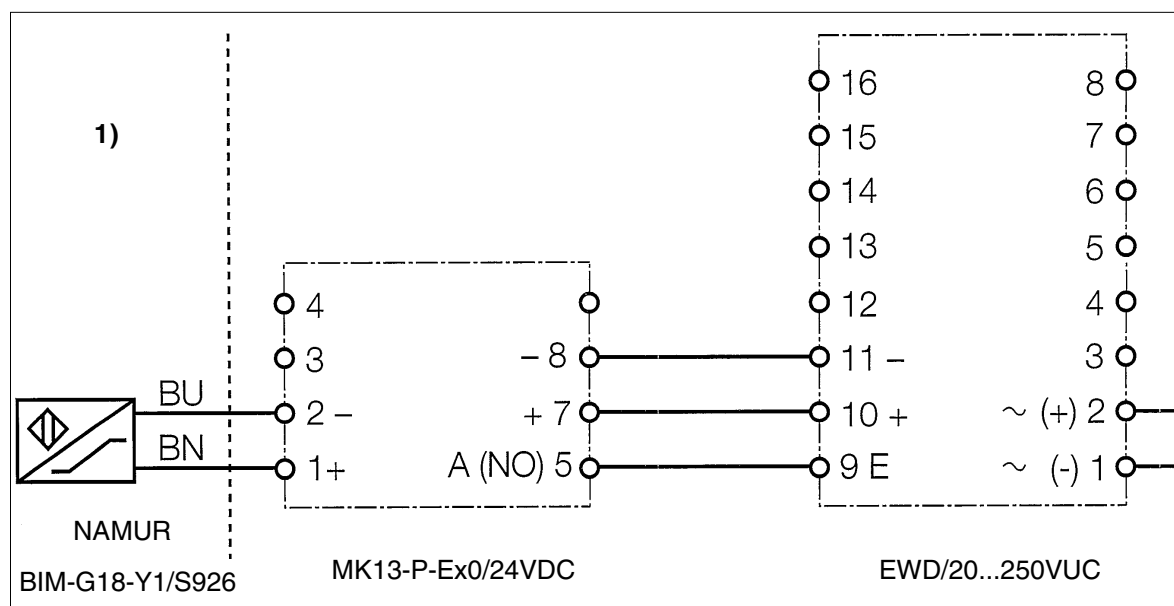 1)
BU
BN
NAMUR
BIM-G18-Y1/S926
4
3
2 -
1+
- 8
+ 7
A (NO) 5
MK13-P-Ex0/24VDC
16
15
14
13
12
11 -
10 +
9 E
8
7
6
5
4
3
~ (+) 2
~ (-) 1
EWD/20...250VUC